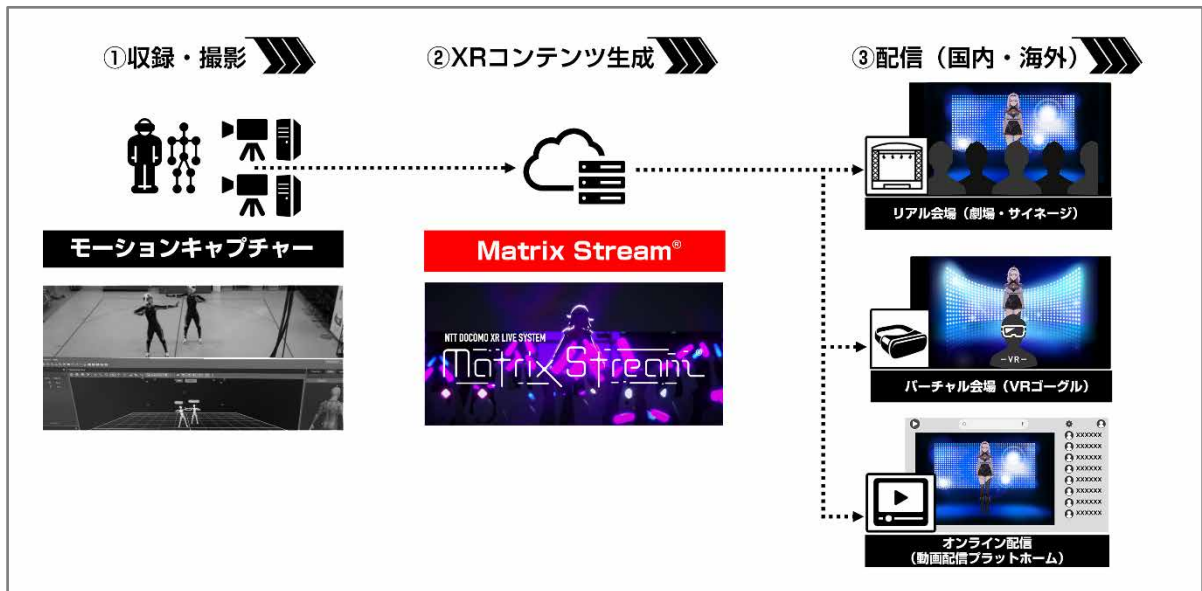 ①収録・撮影
②XRコンテンツ生成
③配信（国内・海外）
モーションキャプチャー
Matrix Stream®
NTT DOCOMO XR LIVE SYSTEM
Matrix Stream
リアル会場（劇場・サイネージ）
-VR-
バーチャル会場（VRゴーグル）
xxxxxx
xxxxxx
xxxxxx
xxxxxx
xxxxxx
xxxxxx
xxxxxx
xxxxxx
オンライン配信
（動画配信プラットホーム）